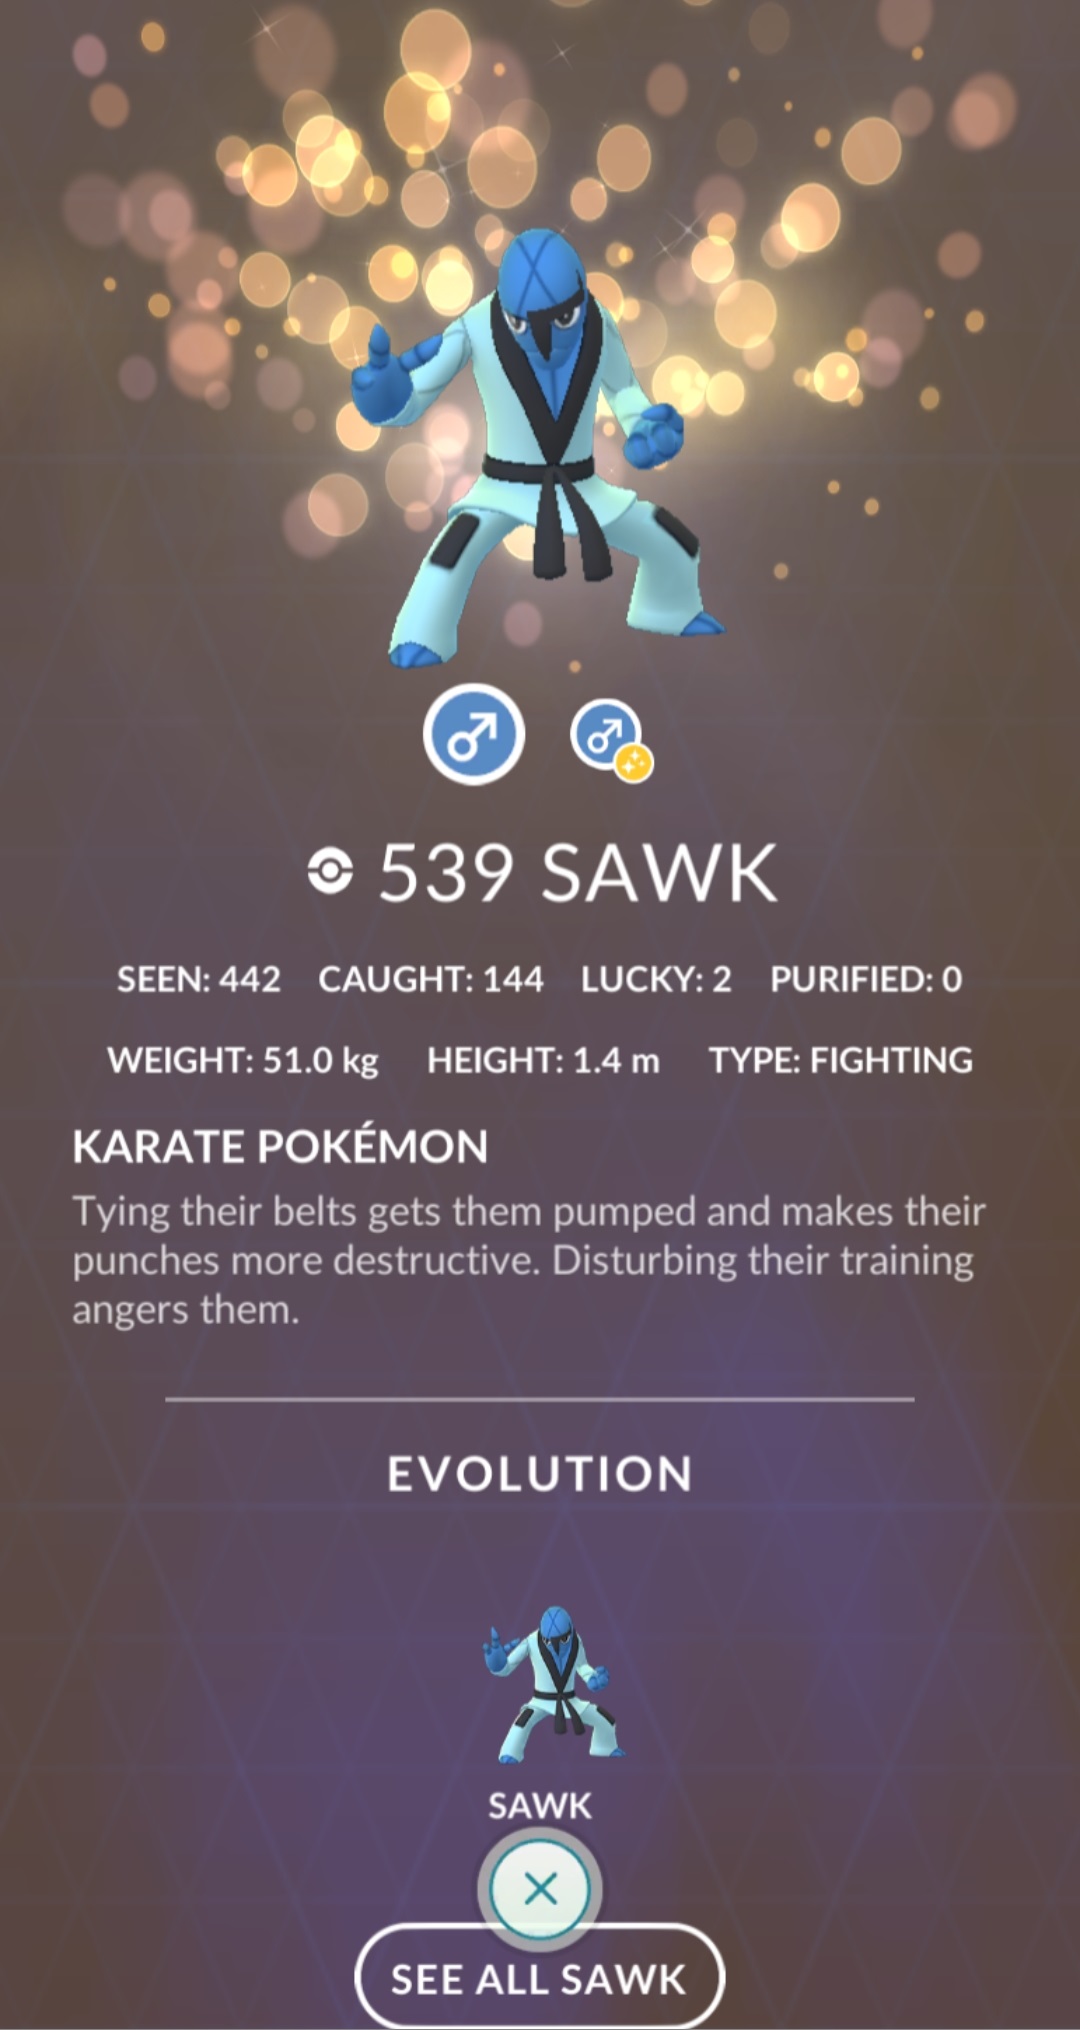 539 SAWK
SEEN: 442 CAUGHT: 144 LUCKY: 2 PURIFIED: 0
WEIGHT: 51.0 kg HEIGHT: 1.4 m TYPE: FIGHTING
KARATE POKÉMON
Tying their belts gets them pumped and makes their
punches more destructive. Disturbing their training
angers them.
EVOLUTION
SAWK
SEE ALL SAWK